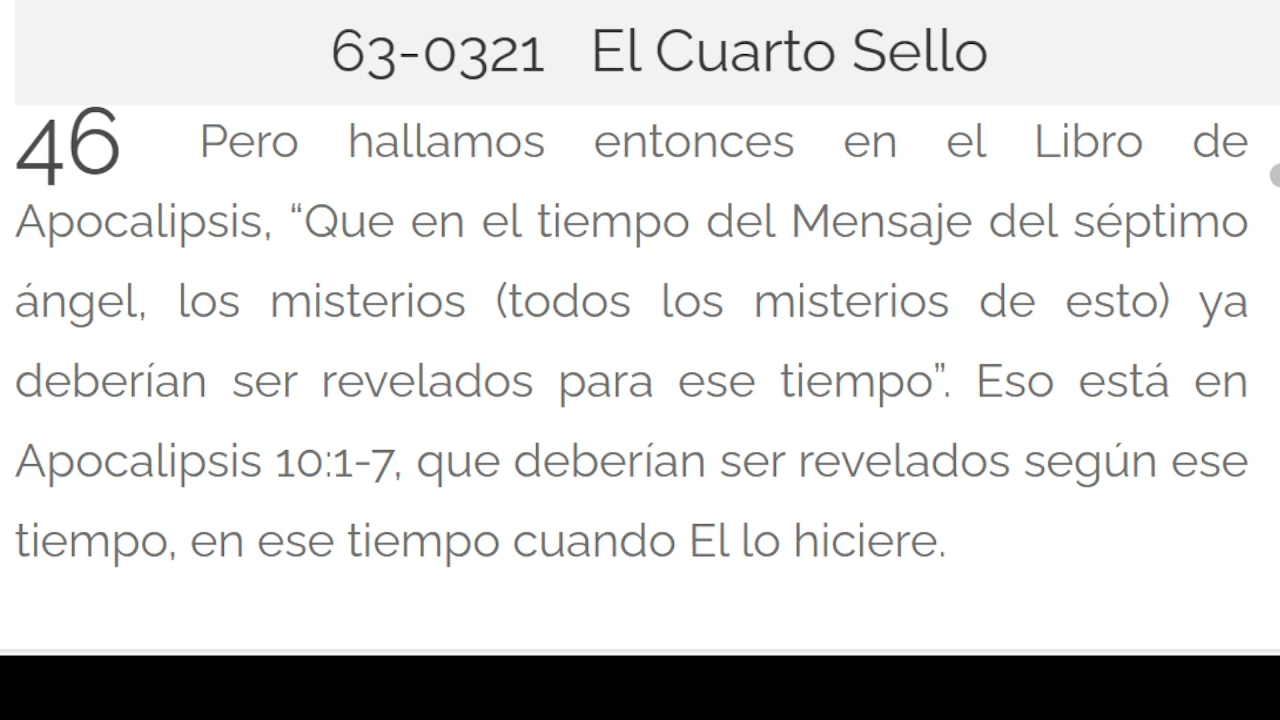 63-0321 El Cuarto Sello
46 Pero hallamos entonces en el Libro de
Apocalipsis, “Que en el tiempo del Mensaje del séptimo
ángel, los misterios (todos los misterios de esto) ya
deberían ser revelados para ese tiempo”. Eso está en
Apocalipsis 10:1-7, que deberían ser revelados según ese
tiempo, en ese tiempo cuando El lo hiciere.